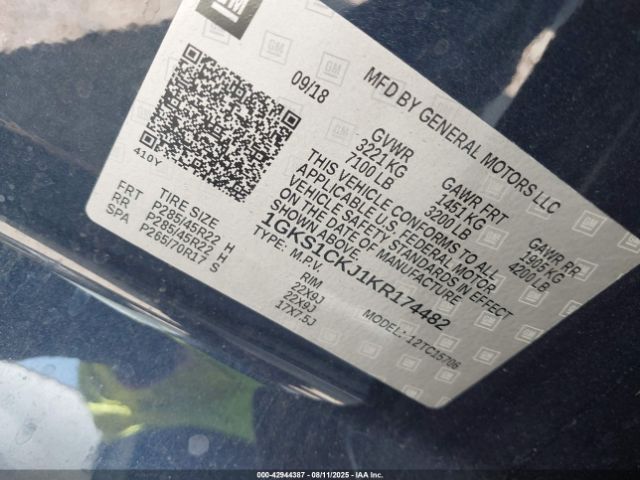 GM
MFD BY GENERAL MOTORS LLC
09/18
GVWR
3221 KG
7100 LB
GAWR FRT
1451 KG
3200 LB
GAWR RR
1905 KG
4200 LB
THIS VEHICLE CONFORMS TO ALL
APPLICABLE U.S. FEDERAL MOTOR
VEHICLE SAFETY STANDARDS IN EFFECT
ON THE DATE OF MANUFACTURE
SHOWN ABOVE.
1GKS1CKJ1KR174482
TYPE: M.P.V.
MODEL: 12TC15706
410Y
TIRE SIZE
RIM
FRT P285/45R22 H 22X9J
RR P285/45R22 H 22X9J
SPA P265/70R17 S 17X7.5J
000-42944387 - 08/11/2025 - IAA Inc.